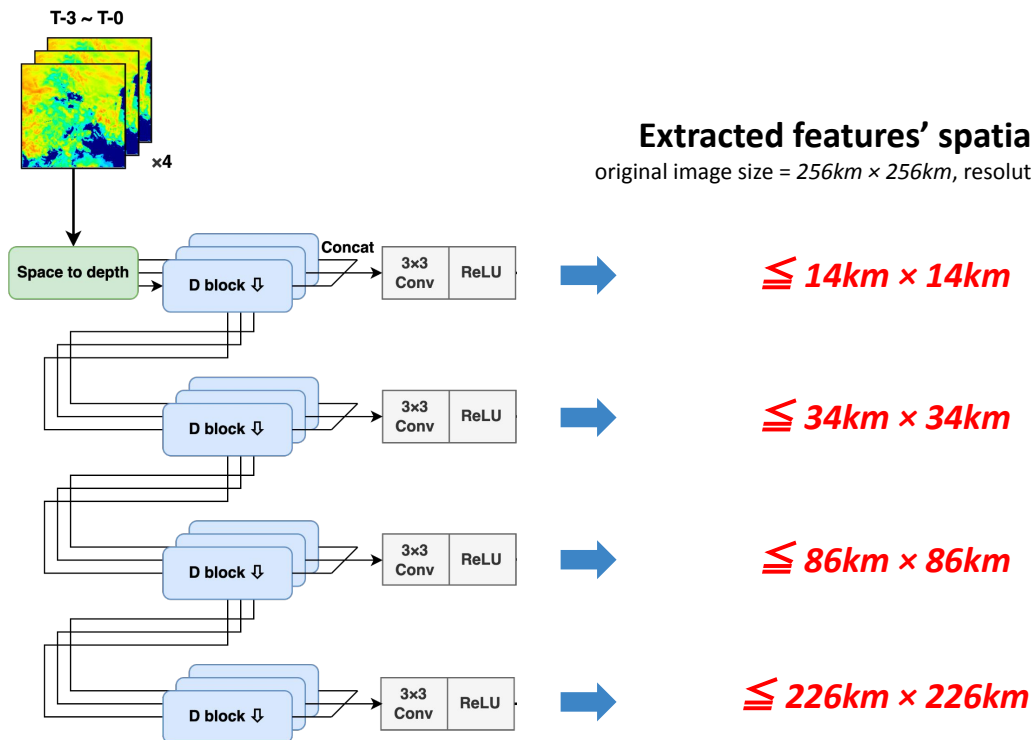 T-3 ~ T-0
×4
Extracted features’ spatia
original image size = 256km × 256km, resolut
Space to depth
D block ⇩
Concat
3×3
Conv
ReLU
≦ 14km × 14km
D block ⇩
3×3
Conv
ReLU
≦ 34km × 34km
D block ⇩
3×3
Conv
ReLU
≦ 86km × 86km
D block ⇩
3×3
Conv
ReLU
≦ 226km × 226km